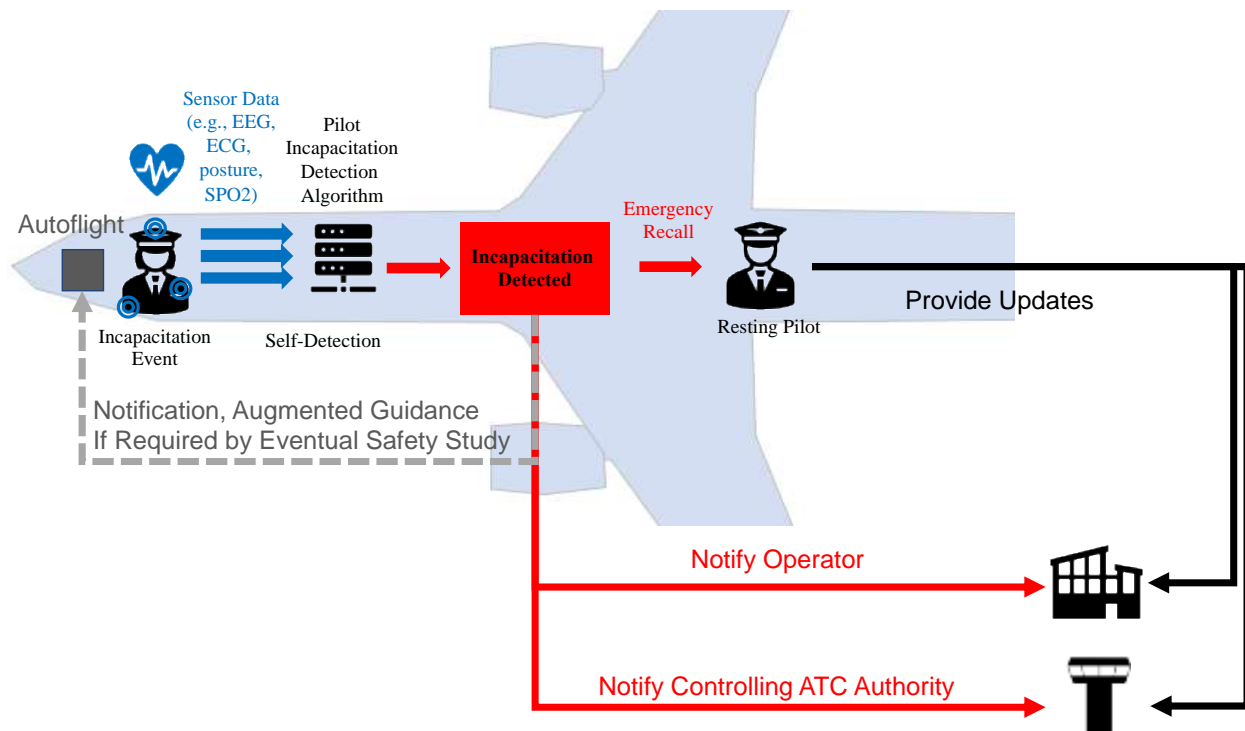 Sensor Data
(e.g., EEG,
ECG,
posture,
SPO2)
Pilot
Incapacitation
Detection
Algorithm
Autoflight
Emergency
Recall
Incapacitation
Detected
Provide Updates
Incapacitation
Event
Self-Detection
Resting Pilot
Notification, Augmented Guidance
If Required by Eventual Safety Study
Notify Operator
Notify Controlling ATC Authority